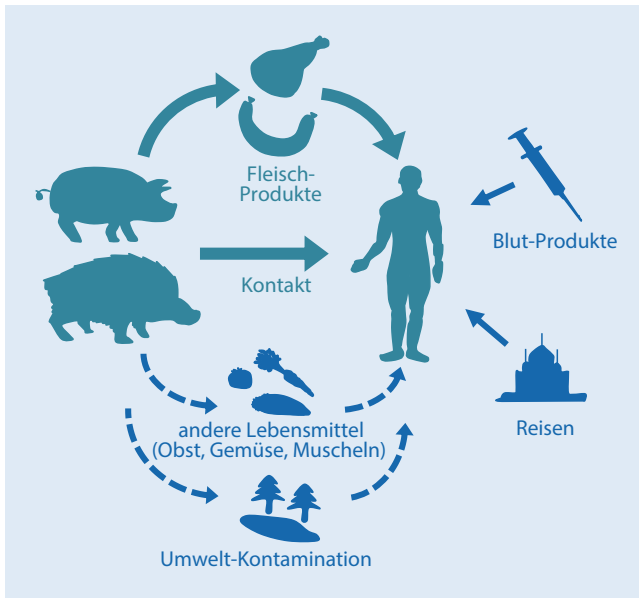 Fleisch-
Produkte
Blut-Produkte
Kontakt
Reisen
andere Lebensmittel
(Obst, Gemüse, Muscheln)
Umwelt-Kontamination